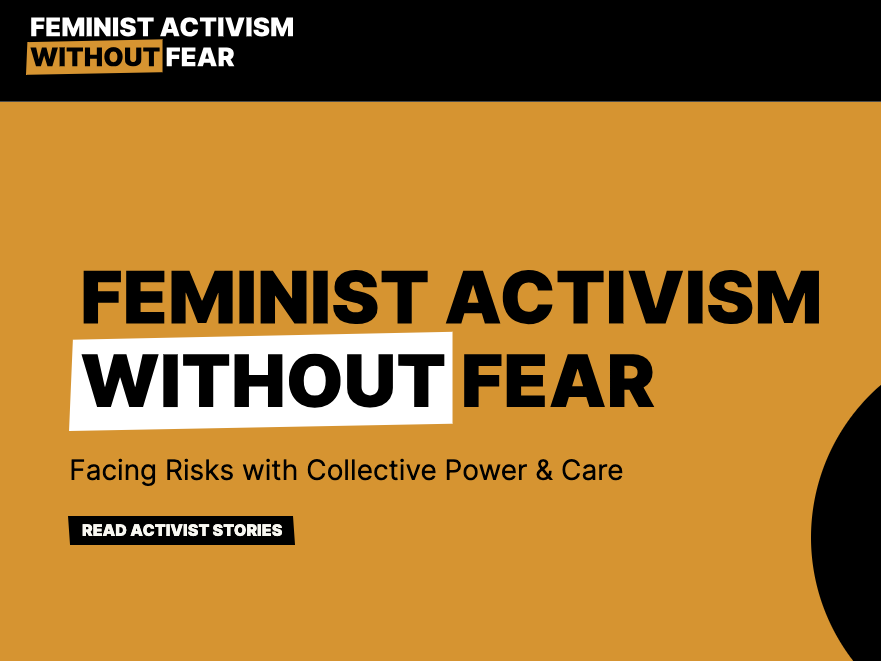 FEMINIST ACTIVISM
WITHOUT FEAR
FEMINIST ACTIVISM
WITHOUT FEAR
Facing Risks with Collective Power & Care
READ ACTIVIST STORIES